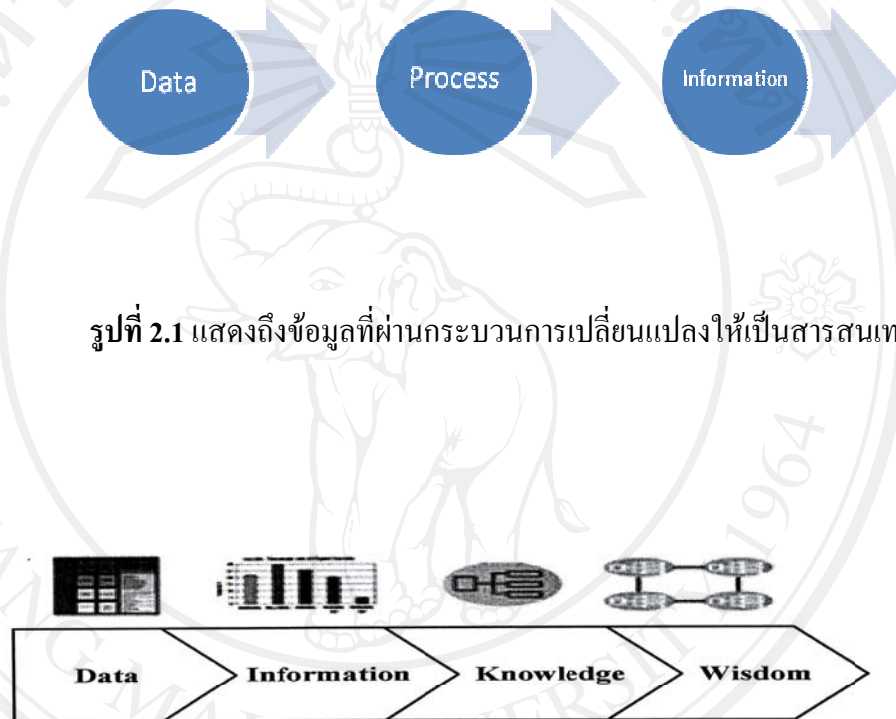 Data
Process
Information
รูปที่ 2.1 แสดงถึงข้อมูลที่ผ่านกระบวนการเปลี่ยนแปลงให้เป็นสารสนเท
1964
Data
Information
Knowledge
Wisdom